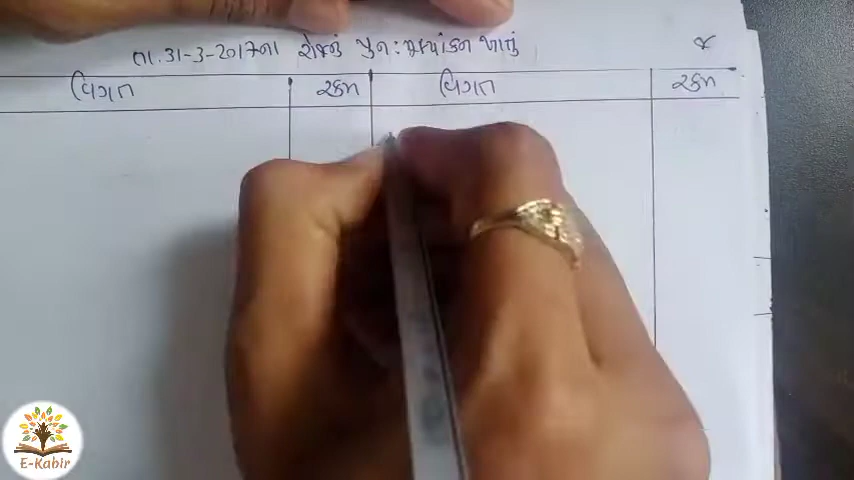 તા.31-3-2017ના રોજનું પુન:મૂલ્યાંકન ખાતું જ
વિગત રકમ વિગત રકમ
E-Kabir